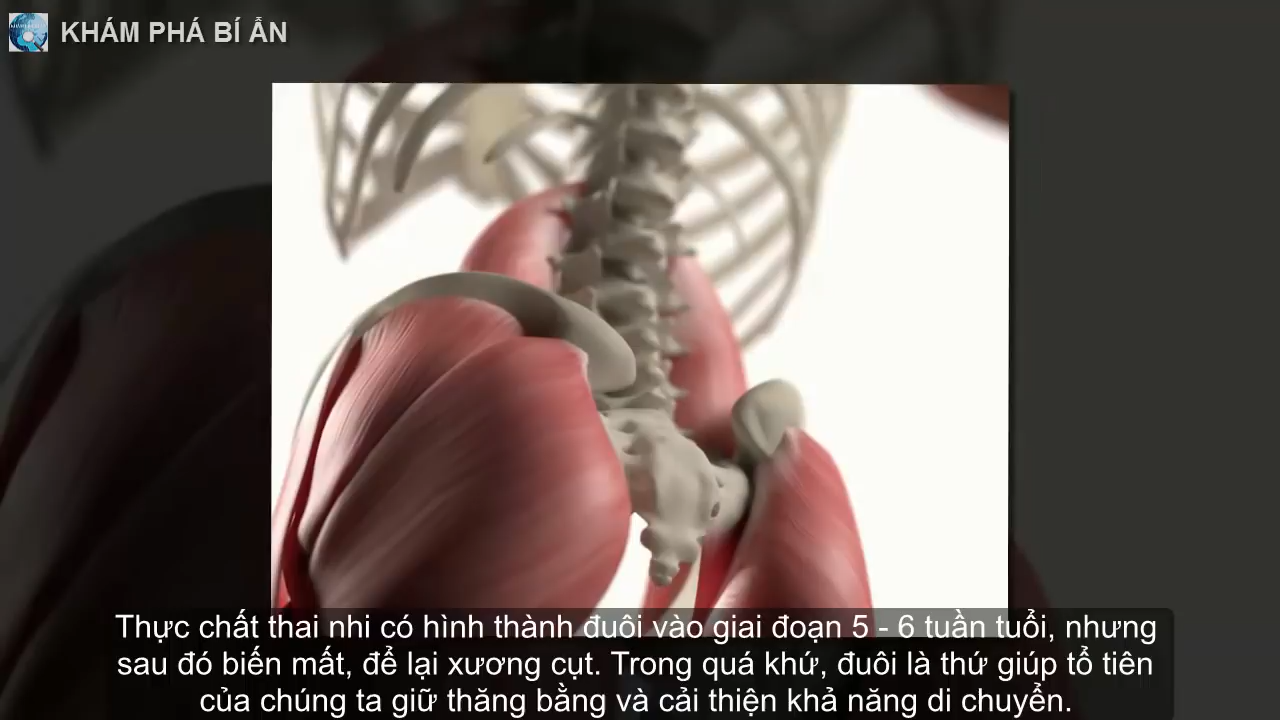 KHÁM PHÁ BÍ ẨN
Thực chất thai nhi có hình thành đuôi vào giai đoạn 5 - 6 tuần tuổi, nhưng
sau đó biến mất, để lại xương cụt. Trong quá khứ, đuôi là thứ giúp tổ tiên
của chúng ta giữ thăng bằng và cải thiện khả năng di chuyển.